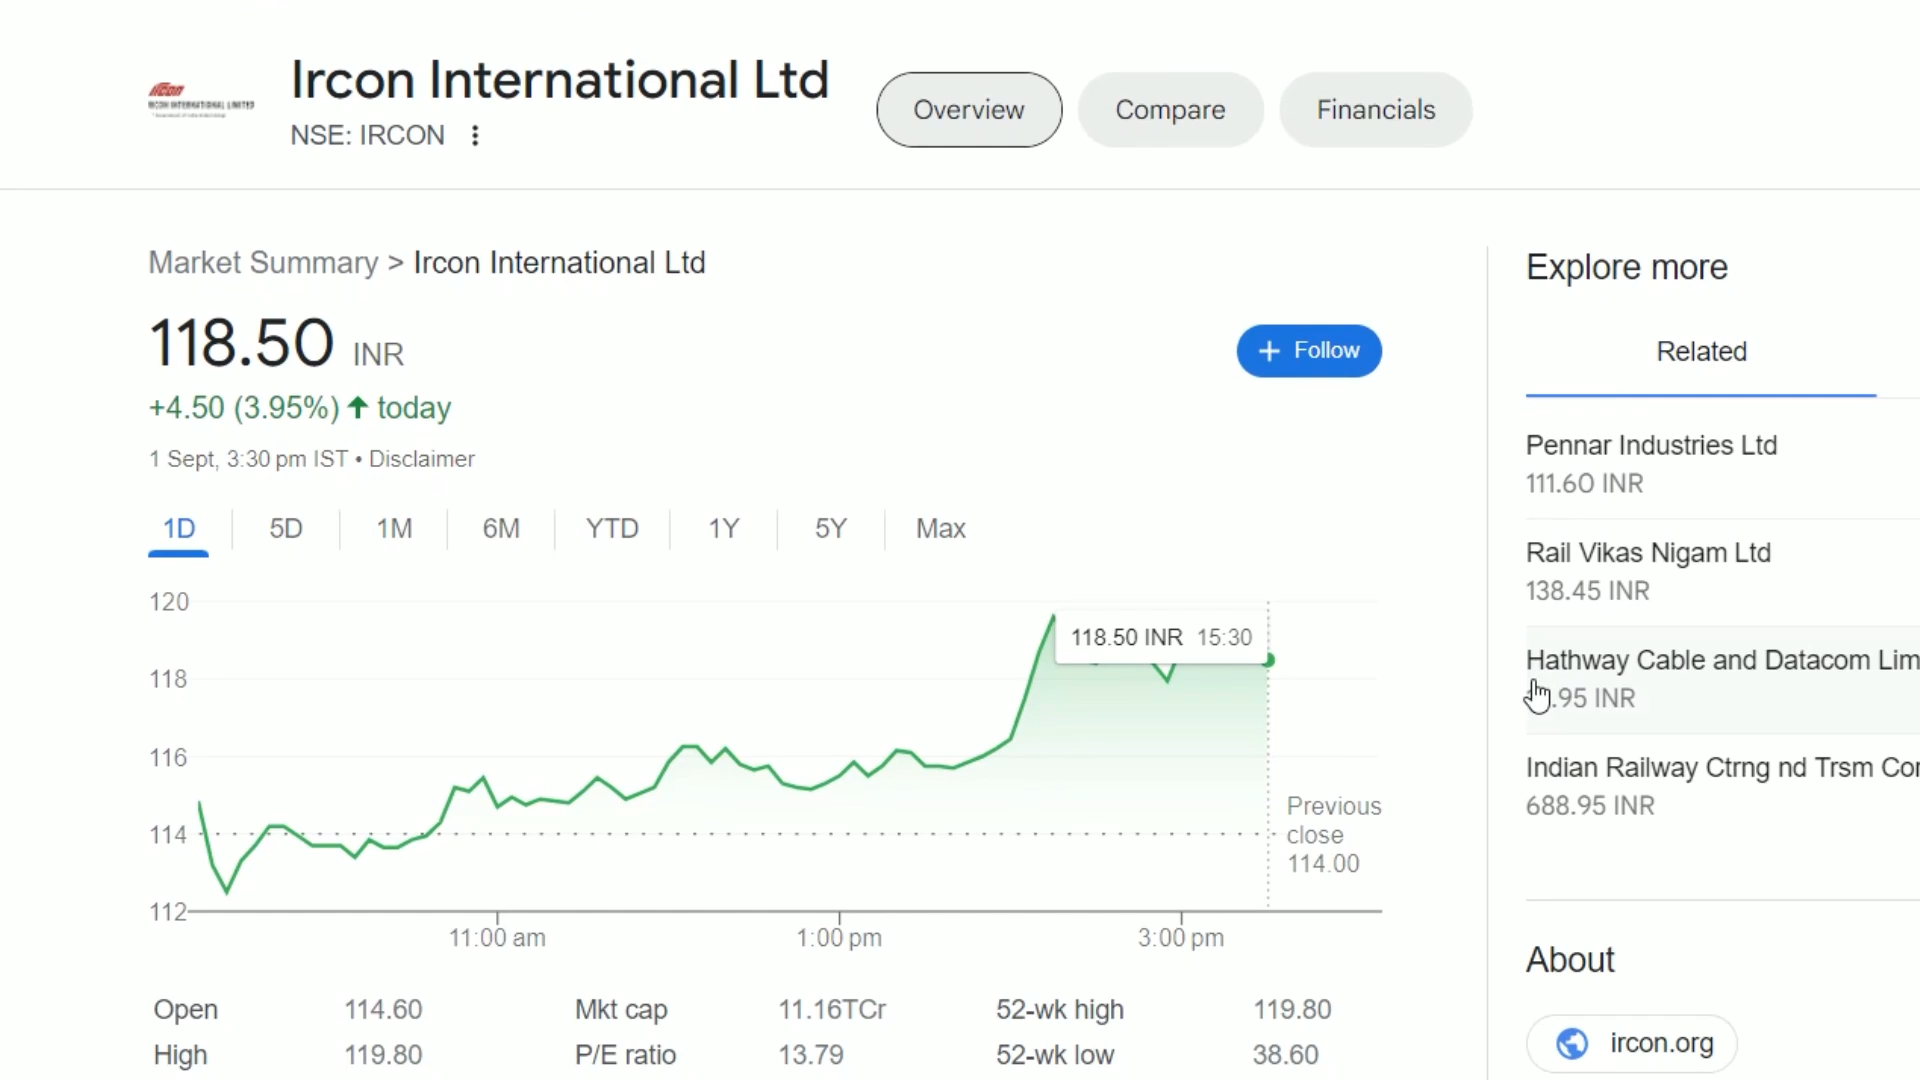 ircon
IRCON INTERNATIONAL LIMITED
Ircon International Ltd
NSE: IRCON
Overview
Compare
Financials
Market Summary > Ircon International Ltd
118.50 INR
+ Follow
+4.50 (3.95%) ↑ today
1 Sept, 3:30 pm IST • Disclaimer
1D 5D 1M 6M YTD 1Y 5Y Max
120
118.50 INR 15:30
118
116
114
112
Previous
close
114.00
11:00 am 1:00 pm 3:00 pm
Open 114.60 Mkt cap 11.16TCr 52-wk high 119.80
High 119.80 P/E ratio 13.79 52-wk low 38.60
Explore more
Related
Pennar Industries Ltd
111.60 INR
Rail Vikas Nigam Ltd
138.45 INR
Hathway Cable and Datacom Lim
.95 INR
Indian Railway Ctrng nd Trsm Cor
688.95 INR
About
ircon.org